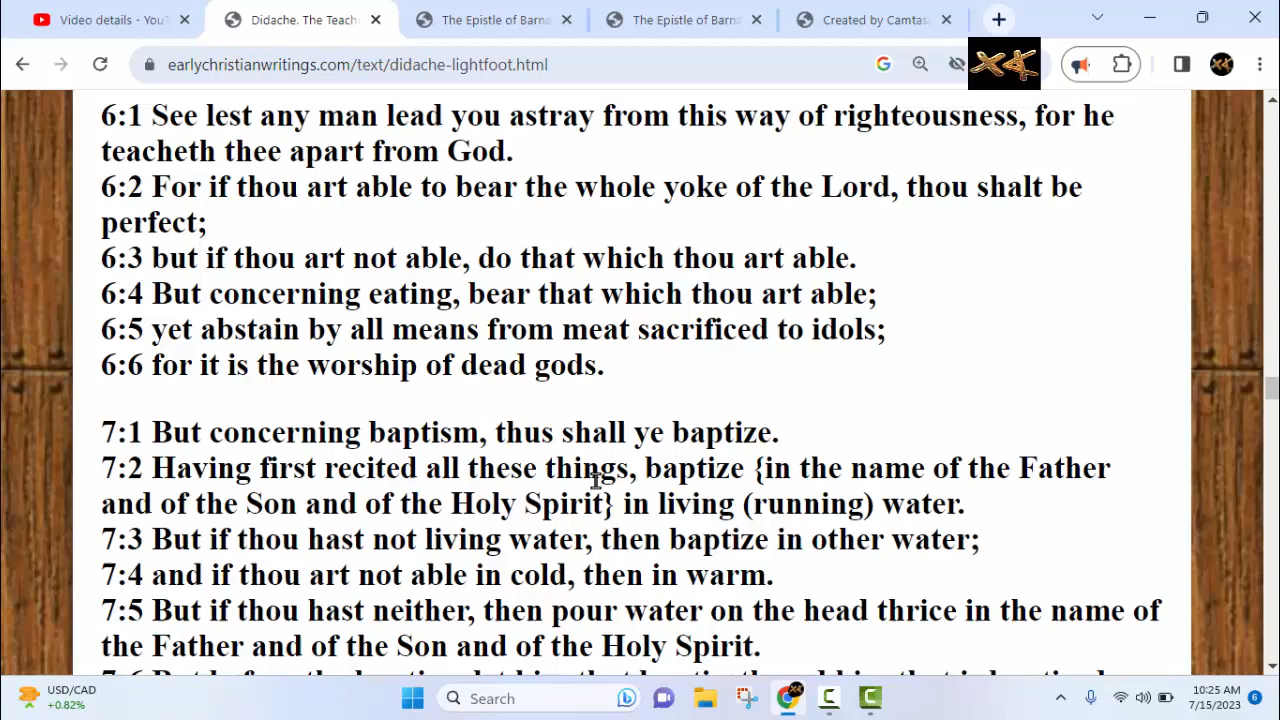 Video details - YouT
Didache. The Teach
The Epistle of Barna
The Epistle of Barna
Created by Camtas
earlychristianwritings.com/text/didache-lightfoot.html
X4
6:1 See lest any man lead you astray from this way of righteousness, for he
teacheth thee apart from God.
6:2 For if thou art able to bear the whole yoke of the Lord, thou shalt be
perfect;
6:3 but if thou art not able, do that which thou art able.
6:4 But concerning eating, bear that which thou art able;
6:5 yet abstain by all means from meat sacrificed to idols;
6:6 for it is the worship of dead gods.
7:1 But concerning baptism, thus shall ye baptize.
7:2 Having first recited all these things, baptize {in the name of the Father
and of the Son and of the Holy Spirit} in living (running) water.
7:3 But if thou hast not living water, then baptize in other water;
7:4 and if thou art not able in cold, then in warm.
7:5 But if thou hast neither, then pour water on the head thrice in the name of
the Father and of the Son and of the Holy Spirit.
USD/CAD
+0.82%
Search
10:25 AM
7/15/2023
6